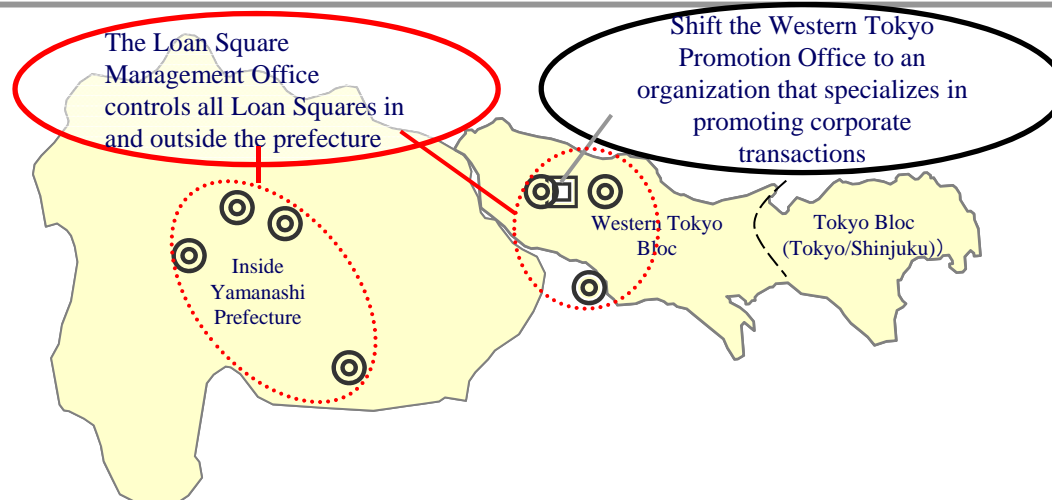 The Loan Square
Management Office
controls all Loan Squares in
and outside the prefecture
Shift the Western Tokyo
Promotion Office to an
organization that specializes in
promoting corporate
transactions
Western Tokyo
Bloc
Tokyo Bloc
(Tokyo/Shinjuku)）
Inside
Yamanashi
Prefecture